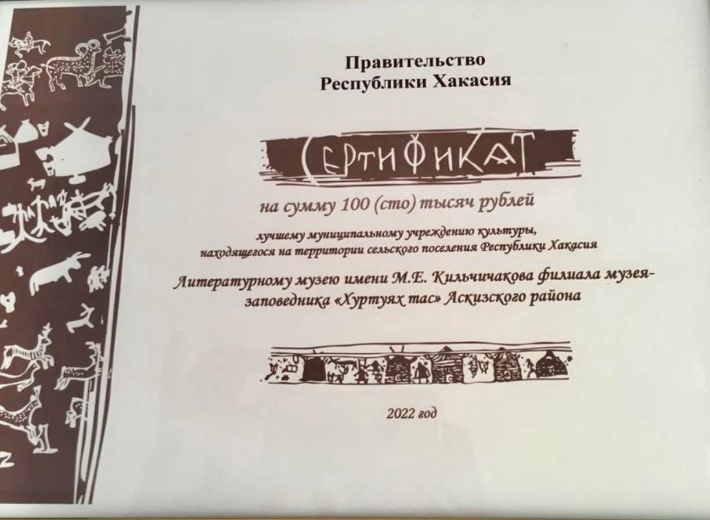 Правительство
Республики Хакасия
СЕРТИФИКАТ
на сумму 100 (сто) тысяч рублей
лучшему муниципальному учреждению культуры,
находящегося на территории сельского поселения Республики Хакасия
Литературному музею имени М.Е. Кильчичакова филиала музея-
заповедника «Хуртуях тас» Аскизского района
2022 год